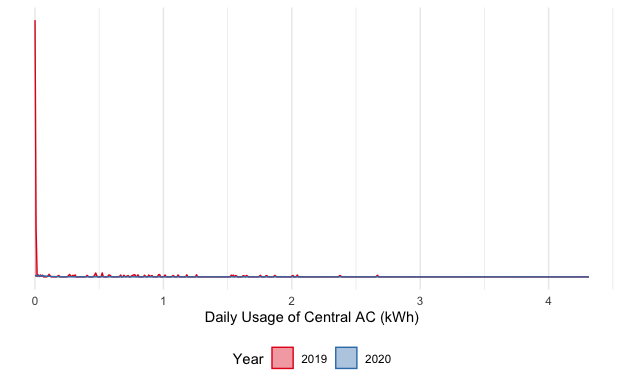 0 1 2 3 4
Daily Usage of Central AC (kWh)
Year 2019 2020